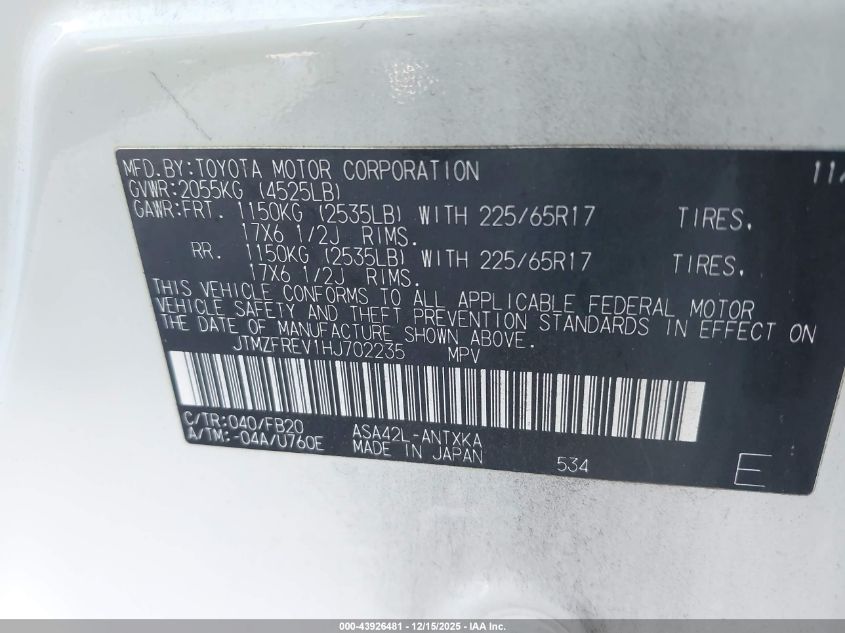 MFD. BY:TOYOTA MOTOR CORPORATION 11/
GVWR:2055KG (4525LB)
GAWR:FRT. 1150KG (2535LB) WITH 225/65R17 TIRES,
17X6 1/2J RIMS.
RR. 1150KG (2535LB) WITH 225/65R17 TIRES,
17X6 1/2J RIMS.
THIS VEHICLE CONFORMS TO ALL APPLICABLE FEDERAL MOTOR
VEHICLE SAFETY AND THEFT PREVENTION STANDARDS IN EFFECT ON
THE DATE OF MANUFACTURE SHOWN ABOVE.
JTMZFREV1HJ702235 MPV
C/TR:040/FB20 ASA42L-ANTXKA
A/TM:-04A/U760E MADE IN JAPAN 534 E
000-43926481 - 12/15/2025 - IAA Inc.